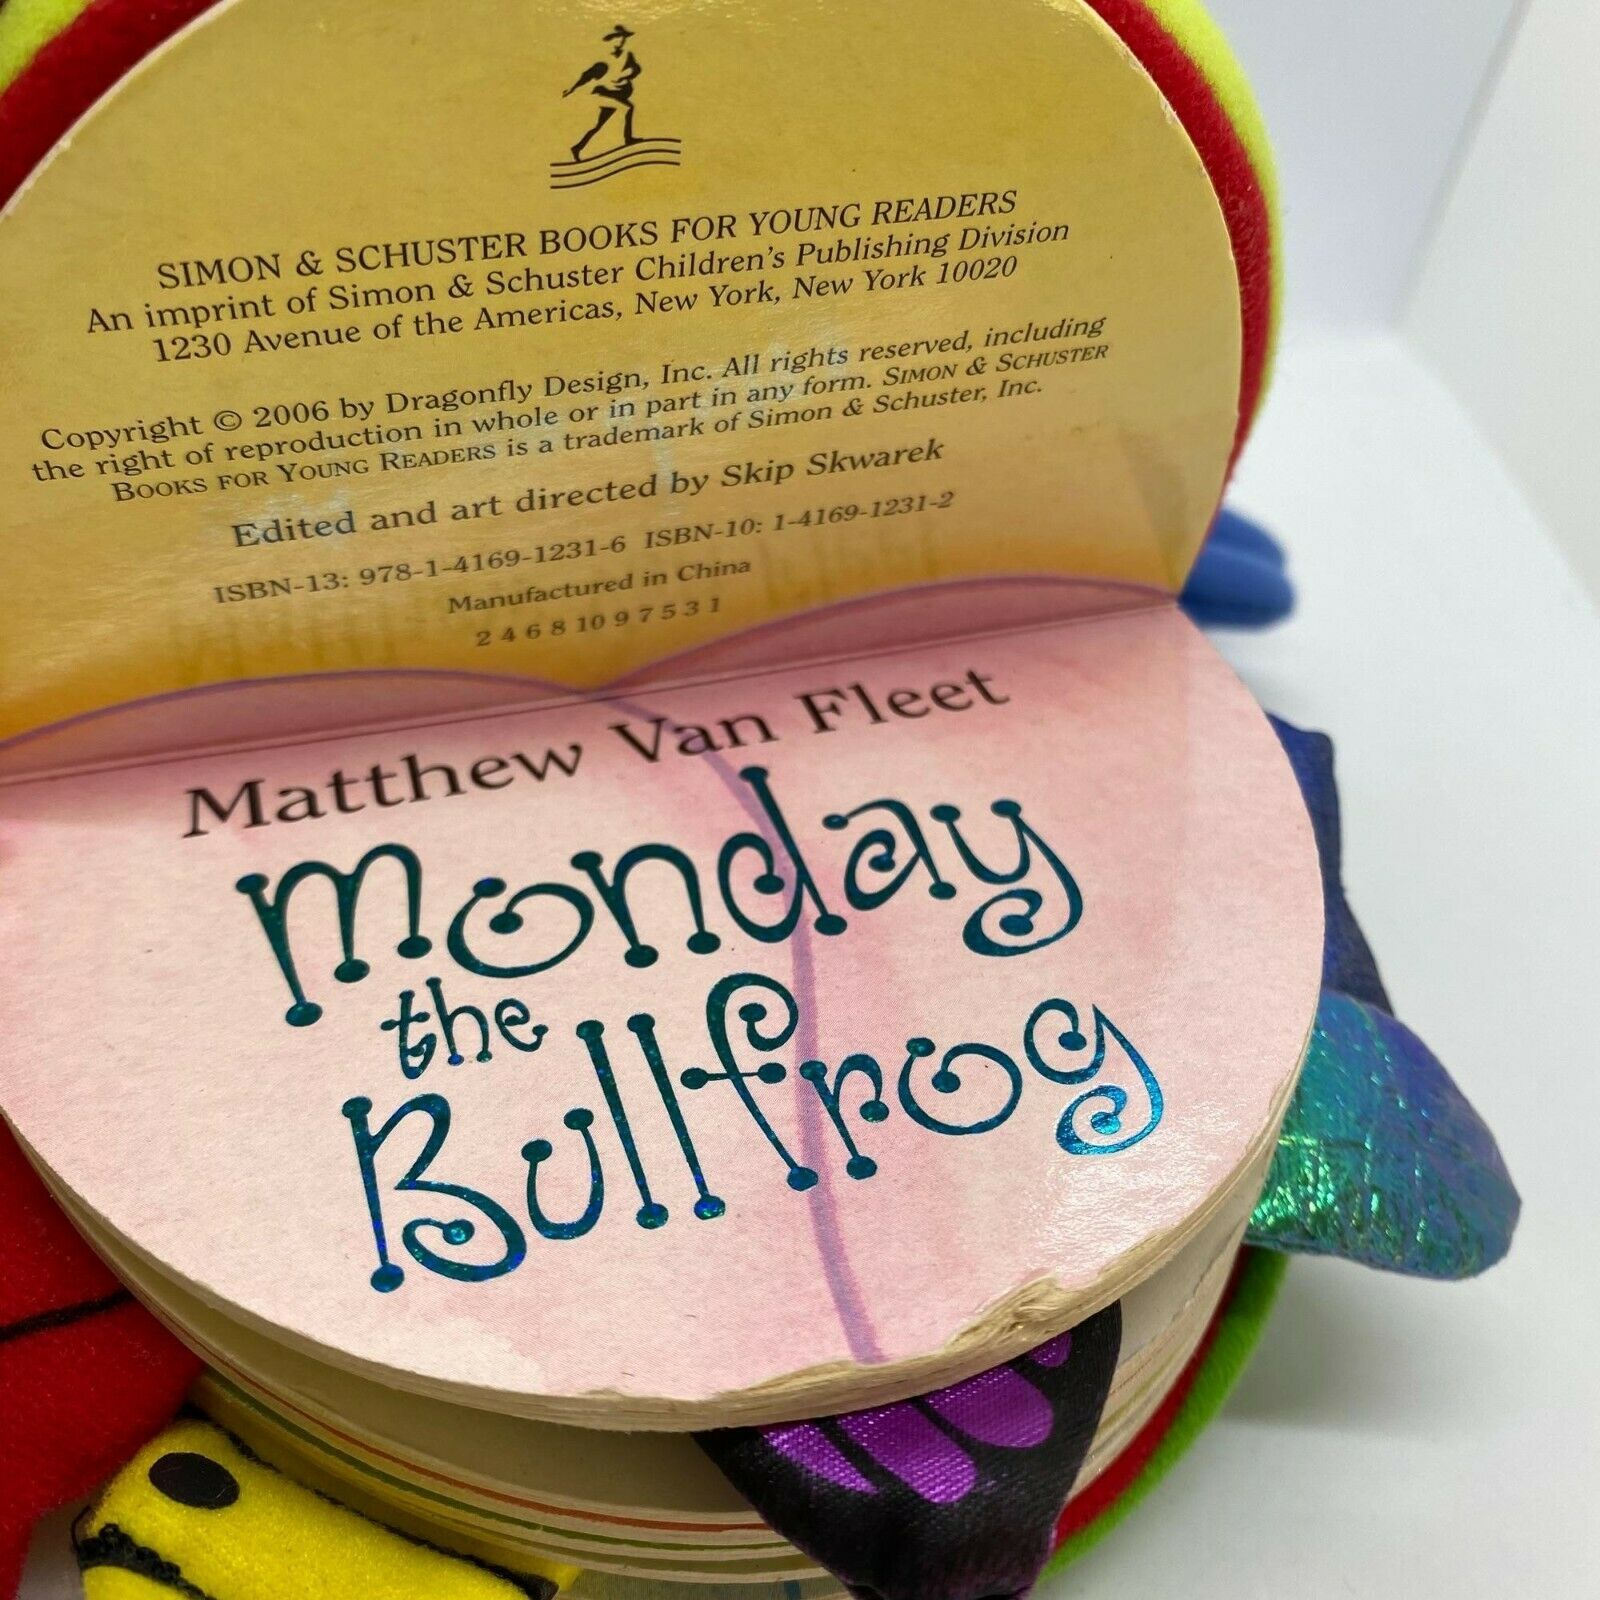 SIMON & SCHUSTER BOOKS FOR YOUNG READERS
An imprint of Simon & Schuster Children's Publishing Division
1230 Avenue of the Americas, New York, New York 10020
Copyright © 2006 by Dragonfly Design, Inc. All rights reserved, including
the right of reproduction in whole or in part in any form. SIMON & SCHUSTER
BOOKS FOR YOUNG READERS is a trademark of Simon & Schuster, Inc.
Edited and art directed by Skip Skwarek
ISBN-13: 978-1-4169-1231-6 ISBN-10: 1-4169-1231-2
Manufactured in China
2 4 6 8 10 9 7 5 3 1
Matthew Van Fleet
Monday
the
Bullfrog